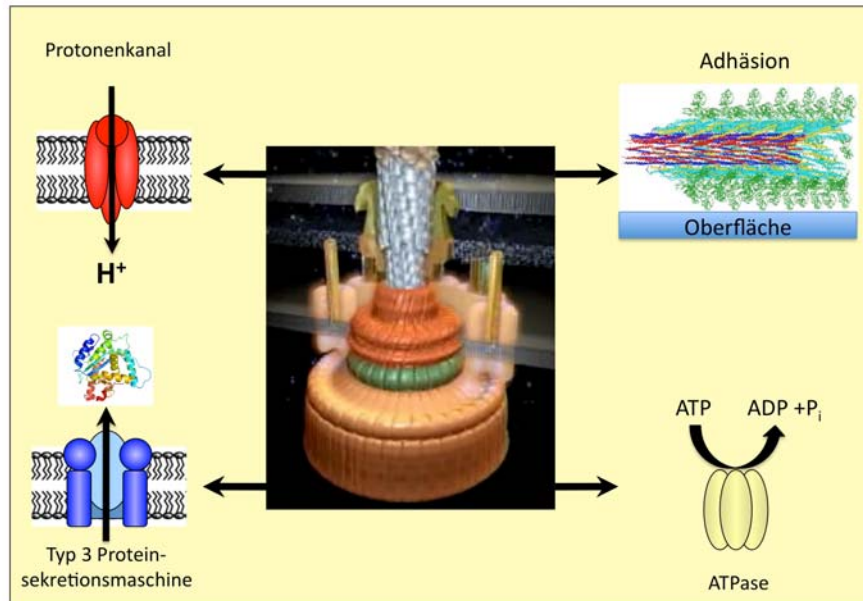 Protonenkanal
H⁺
Adhäsion
Oberfläche
Typ 3 Protein-
sekretionsmaschine
ATP ADP +Pᵢ
ATPase